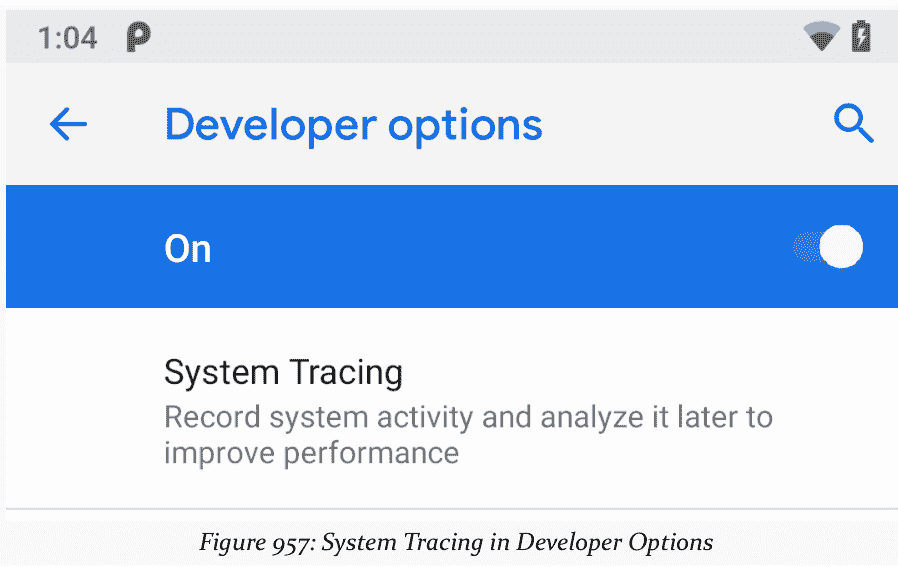 1:04
Developer options
On
System Tracing
Record system activity and analyze it later to
improve performance
Figure 957: System Tracing in Developer Options